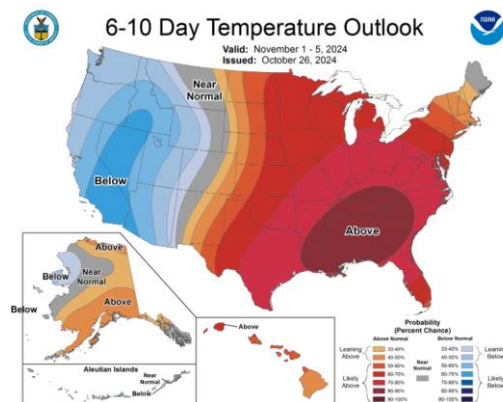 6-10 Day Temperature Outlook
Valid: November 1 - 5, 2024
Issued: October 26, 2024
NOAA
Near
Normal
Below
Above
Above
Near
Normal
Below
Above
Below
Aleutian Islands
Near
Normal
Below
Above
Probability
(Percent Chance)
Above Normal
Below Normal
Leaning
Above
33-40%
40-50%
50-60%
60-70%
Likely
Above
70-80%
80-90%
90-100%
Near
Normal
33-40%
40-50%
50-60%
60-70%
70-80%
80-90%
90-100%
Leaning
Below
Likely
Below